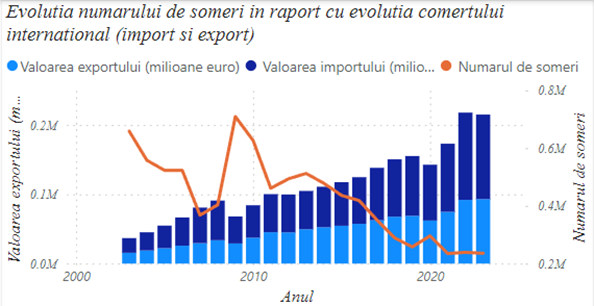 Evolutia numarului de someri in raport cu evolutia comertului
international (import si export)
Valoarea exportului (milioane euro) Valoarea importului (milio... Numarul de someri
Valoarea exportului (m...
0.2M
0.1M
0.0M
0.8M
0.6M
0.4M
0.2M
Numarul de someri
2000 2010 2020
Anul